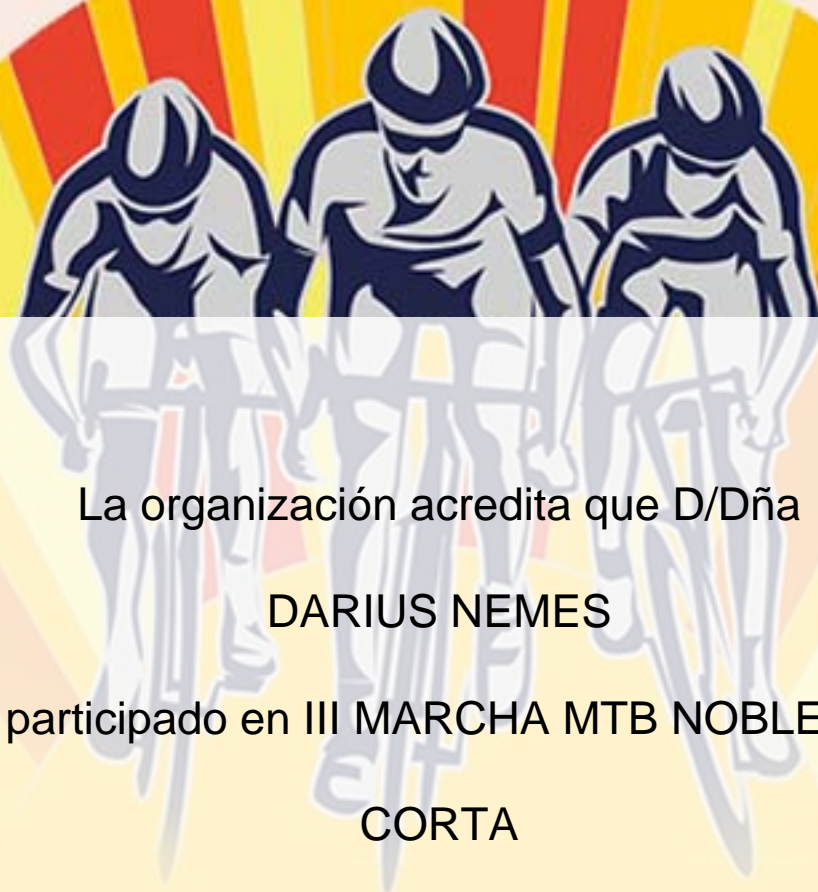 La organización acredita que D/Dña
DARIUS NEMES
participado en III MARCHA MTB NOBLE
CORTA